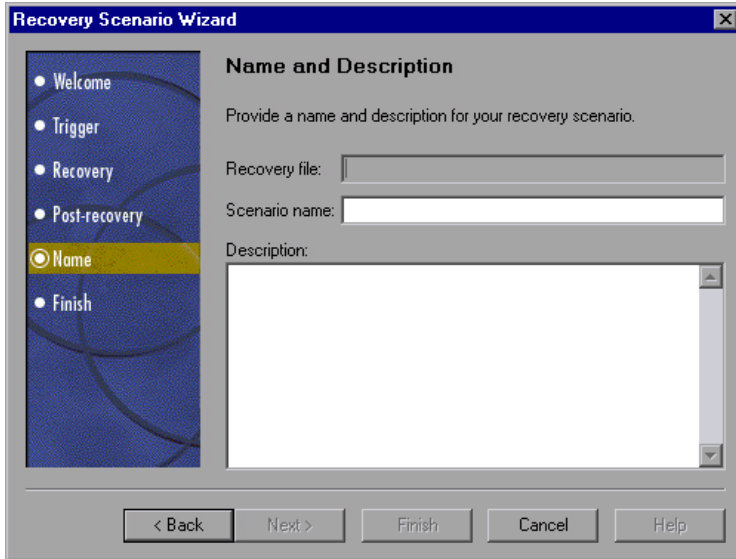 Recovery Scenario Wizard
Welcome
Trigger
Recovery
Post-recovery
Name
Finish
Name and Description
Provide a name and description for your recovery scenario.
Recovery file:
Scenario name:
Description:
< Back
Next >
Finish
Cancel
Help